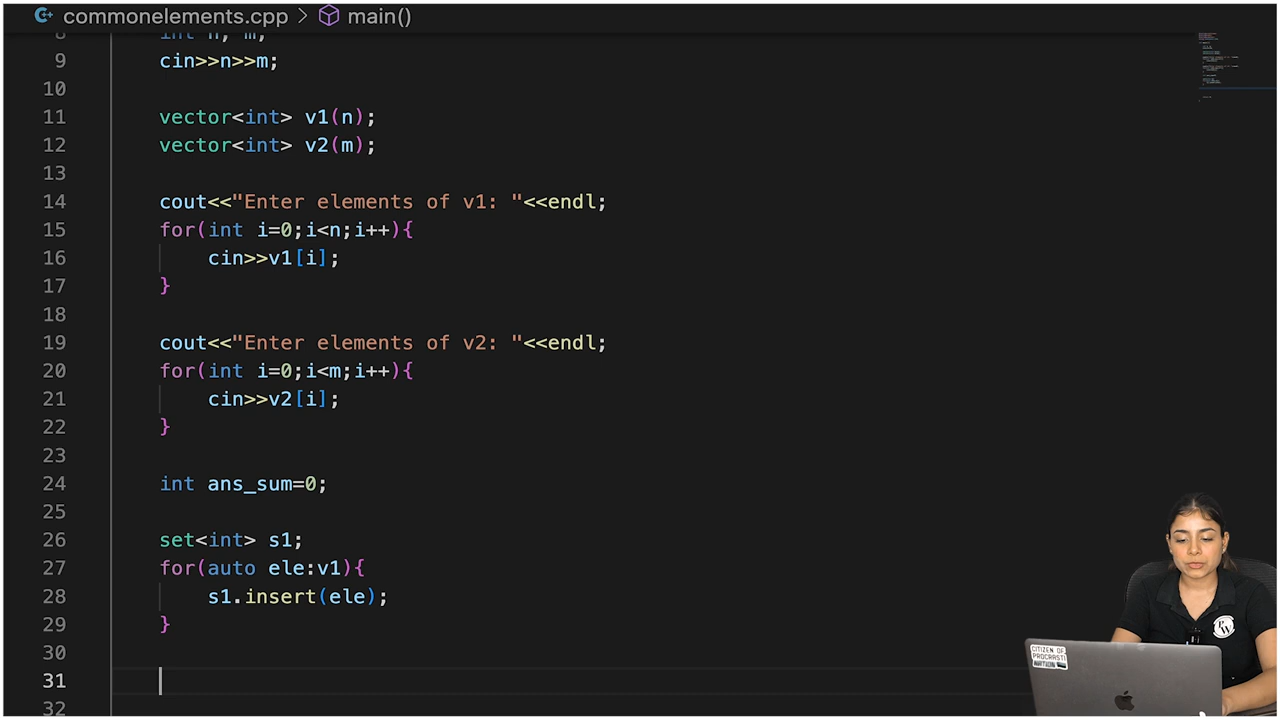 commonelements.cpp > main()
8 int n, m;
9 cin>>n>>m;
10
11 vector<int> v1(n);
12 vector<int> v2(m);
13
14 cout<<"Enter elements of v1: "<<endl;
15 for(int i=0;i<n;i++){
16 cin>>v1[i];
17 }
18
19 cout<<"Enter elements of v2: "<<endl;
20 for(int i=0;i<m;i++){
21 cin>>v2[i];
22 }
23
24 int ans_sum=0;
25
26 set<int> s1;
27 for(auto ele:v1){
28 s1.insert(ele);
29 }
30
31
32
PW
CITIZEN OF
PROCRASTI
NATION